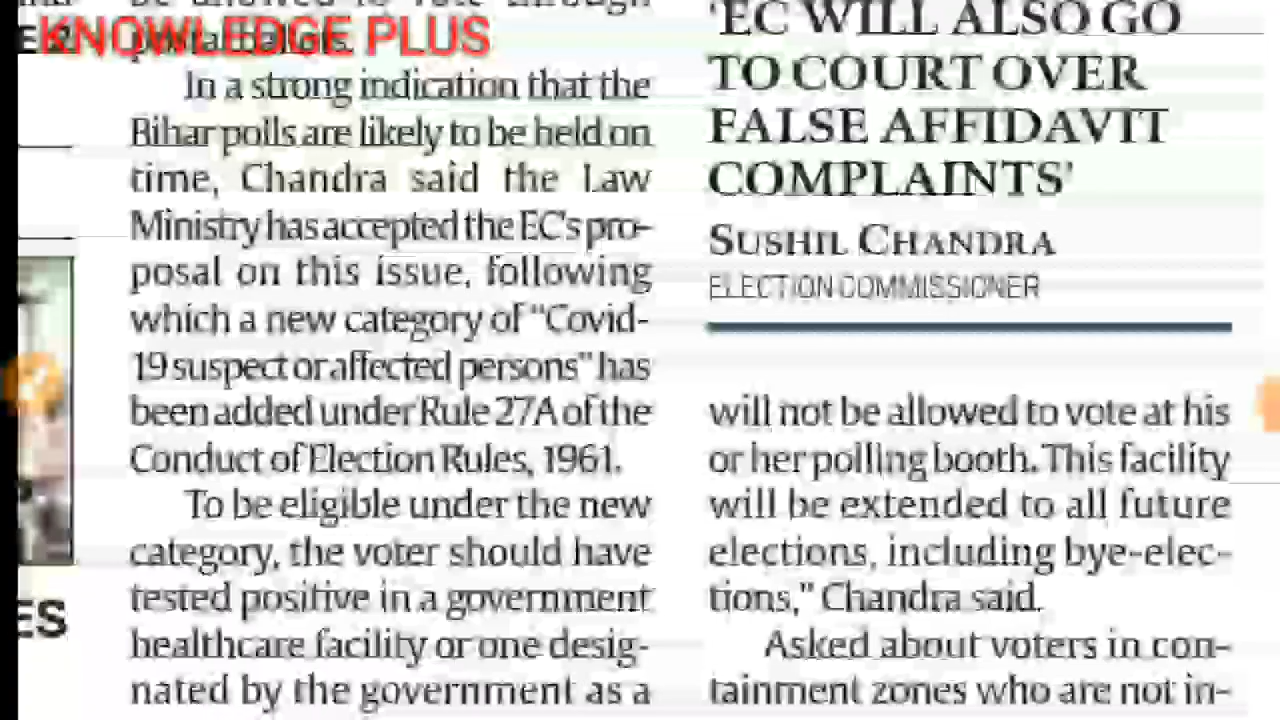 be allowed to vote through
KNOWLEDGE PLUS
In a strong indication that the
Bihar polls are likely to be held on
time, Chandra said the Law
Ministry has accepted the EC's pro-
posal on this issue, following
which a new category of "Covid-
19 suspect or affected persons" has
been added under Rule 27A of the
Conduct of Election Rules, 1961.
To be eligible under the new
category, the voter should have
tested positive in a government
healthcare facility or one desig-
nated by the government as a
'EC WILL ALSO GO
TO COURT OVER
FALSE AFFIDAVIT
COMPLAINTS'
SUSHIL CHANDRA
ELECTION COMMISSIONER
will not be allowed to vote at his
or her polling booth. This facility
will be extended to all future
elections, including bye-elec-
tions," Chandra said.
Asked about voters in con-
tainment zones who are not in-
ES